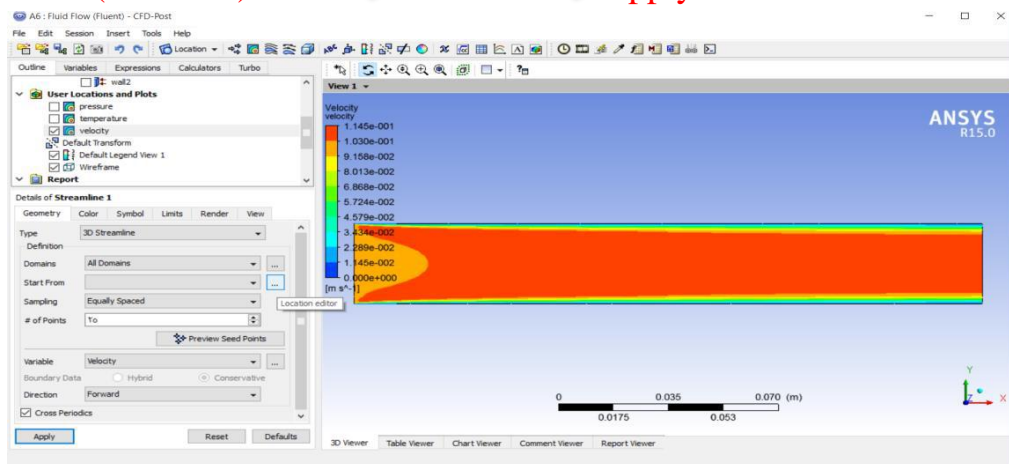 A6 : Fluid Flow (Fluent) - CFD-Post
File Edit Session Insert Tools Help
Location
Outline Variables Expressions Calculators Turbo
wall2
User Locations and Plots
pressure
temperature
velocity
Default Transform
Default Legend View 1
Wireframe
Report
Details of Streamline 1
Geometry Color Symbol Limits Render View
Type 3D Streamline
Definition
Domains All Domains ...
Start From ...
Location editor
Sampling Equally Spaced
# of Points ٢٥
Preview Seed Points
Variable Velocity ...
Boundary Data Hybrid Conservative
Direction Forward
Cross Periodics
Apply Reset Defaults
View 1
Velocity
velocity
1.145e-001
1.030e-001
9.158e-002
8.013e-002
6.868e-002
5.724e-002
4.579e-002
3.434e-002
2.289e-002
1.145e-002
0.000e+000
[m s^-1]
ANSYS
R15.0
0 0.035 0.070 (m)
0.0175 0.053
Y
Z X
3D Viewer Table Viewer Chart Viewer Comment Viewer Report Viewer